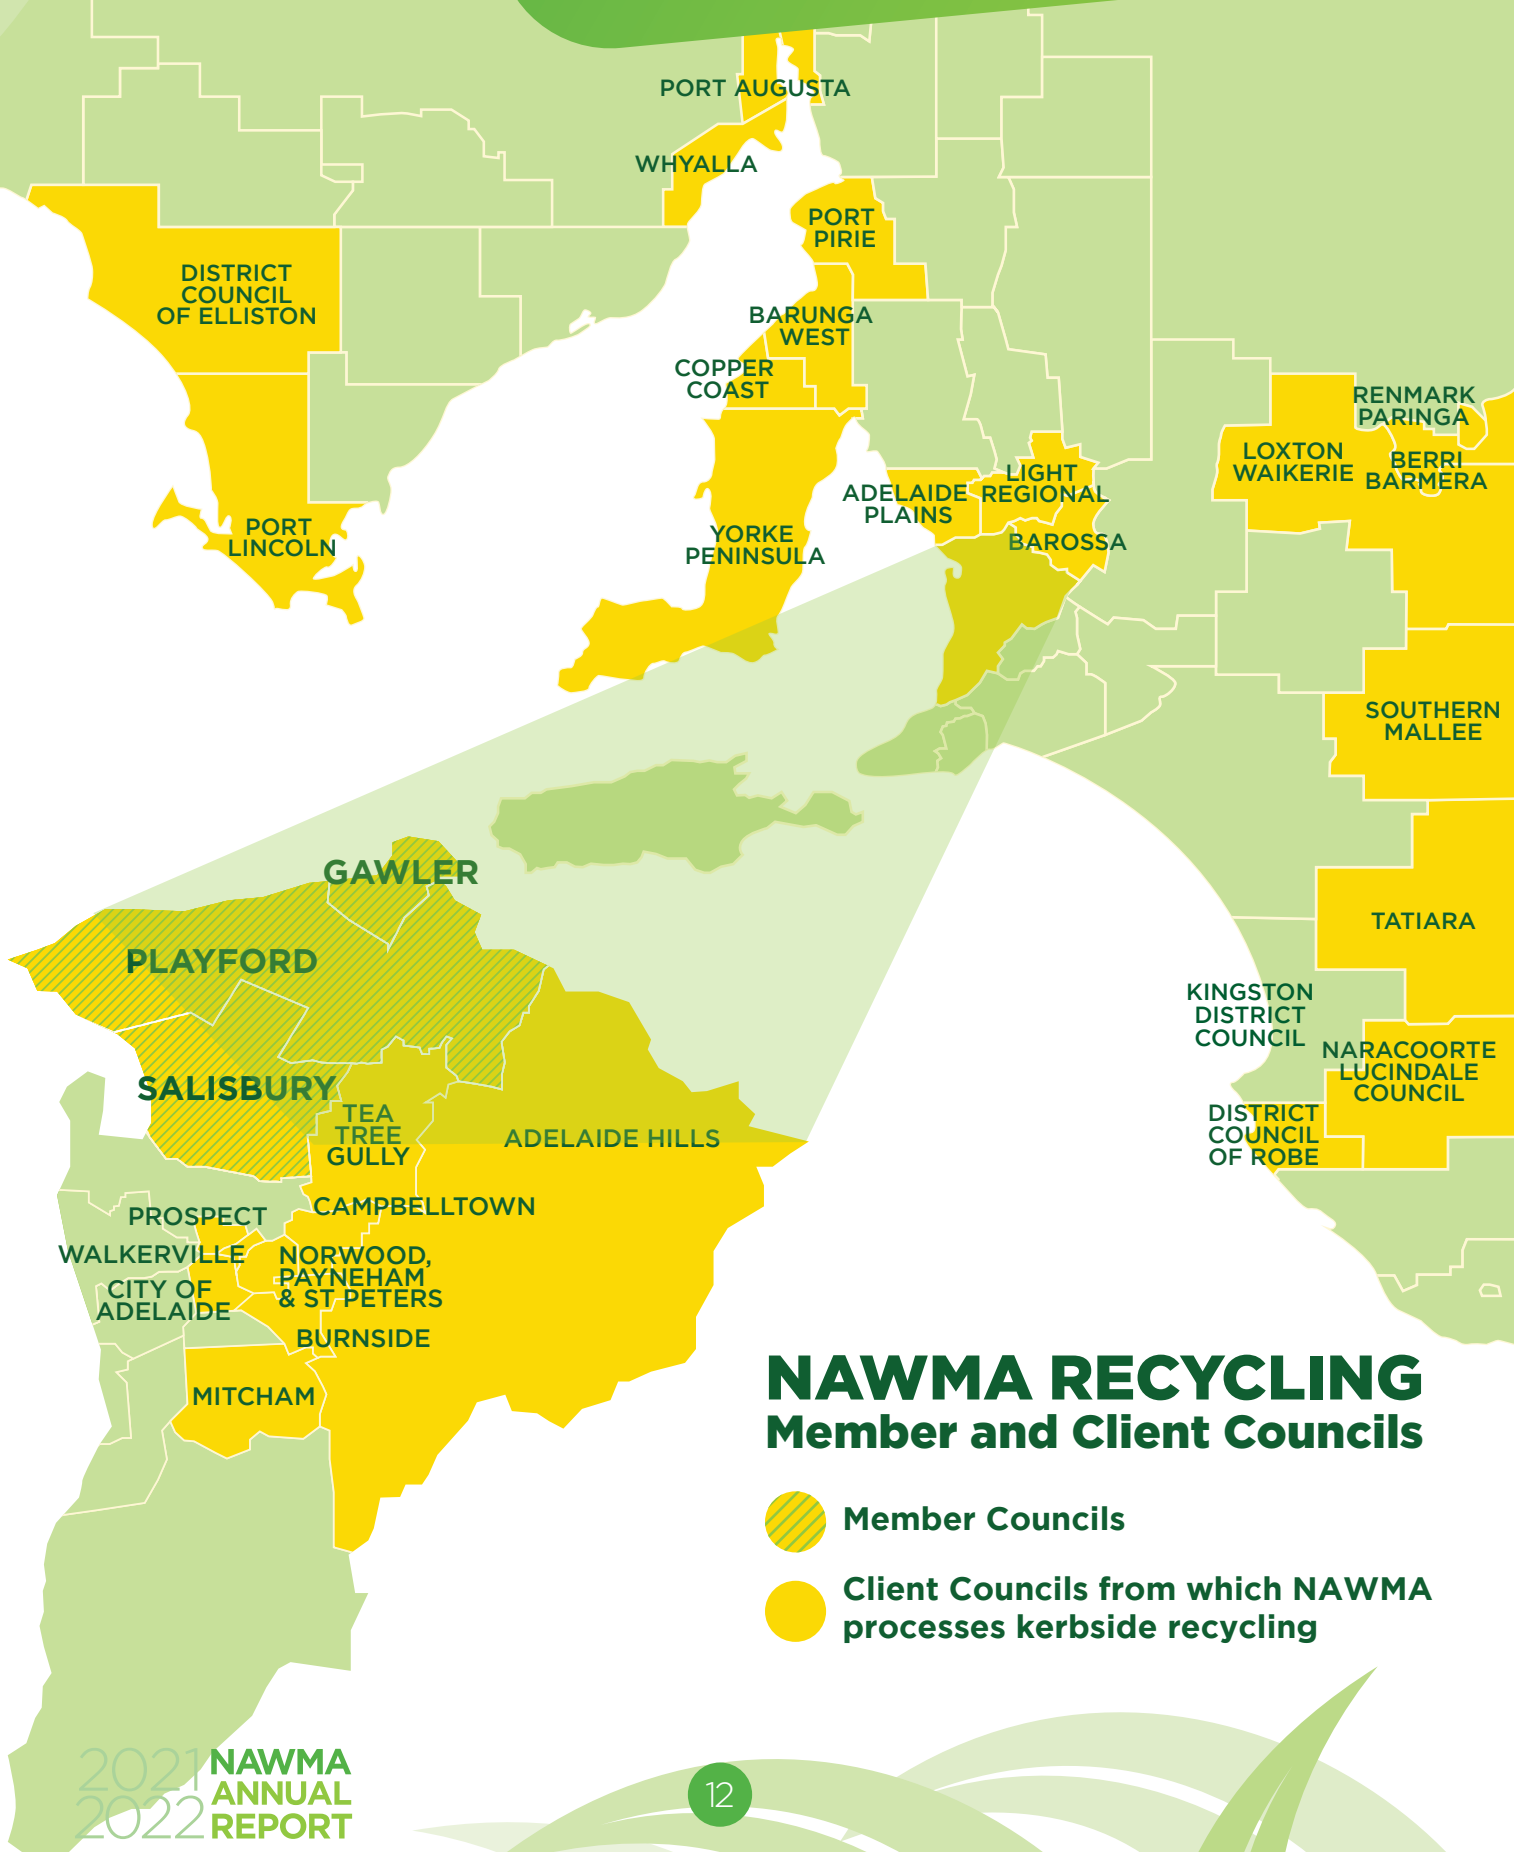 PORT AUGUSTA
WHYALLA
PORT
PIRIE
DISTRICT
COUNCIL
OF ELLISTON
BARUNGA
WEST
COPPER
COAST
RENMARK
PARINGA
LOXTON
WAIKERIE
BERRI
BARMERA
LIGHT
REGIONAL
ADELAIDE
PLAINS
PORT
LINCOLN
YORKE
PENINSULA
BAROSSA
SOUTHERN
MALLEE
GAWLER
TATIARA
PLAYFORD
KINGSTON
DISTRICT
COUNCIL
NARACOORTE
LUCINDALE
COUNCIL
SALISBURY
TEA
TREE
GULLY
ADELAIDE HILLS
DISTRICT
COUNCIL
OF ROBE
CAMPBELLTOWN
PROSPECT
WALKERVILLE
NORWOOD,
PAYNEHAM
& ST PETERS
CITY OF
ADELAIDE
BURNSIDE
MITCHAM
NAWMA RECYCLING
Member and Client Councils
Member Councils
Client Councils from which NAWMA
processes kerbside recycling
2021
2022
NAWMA
ANNUAL
REPORT
12